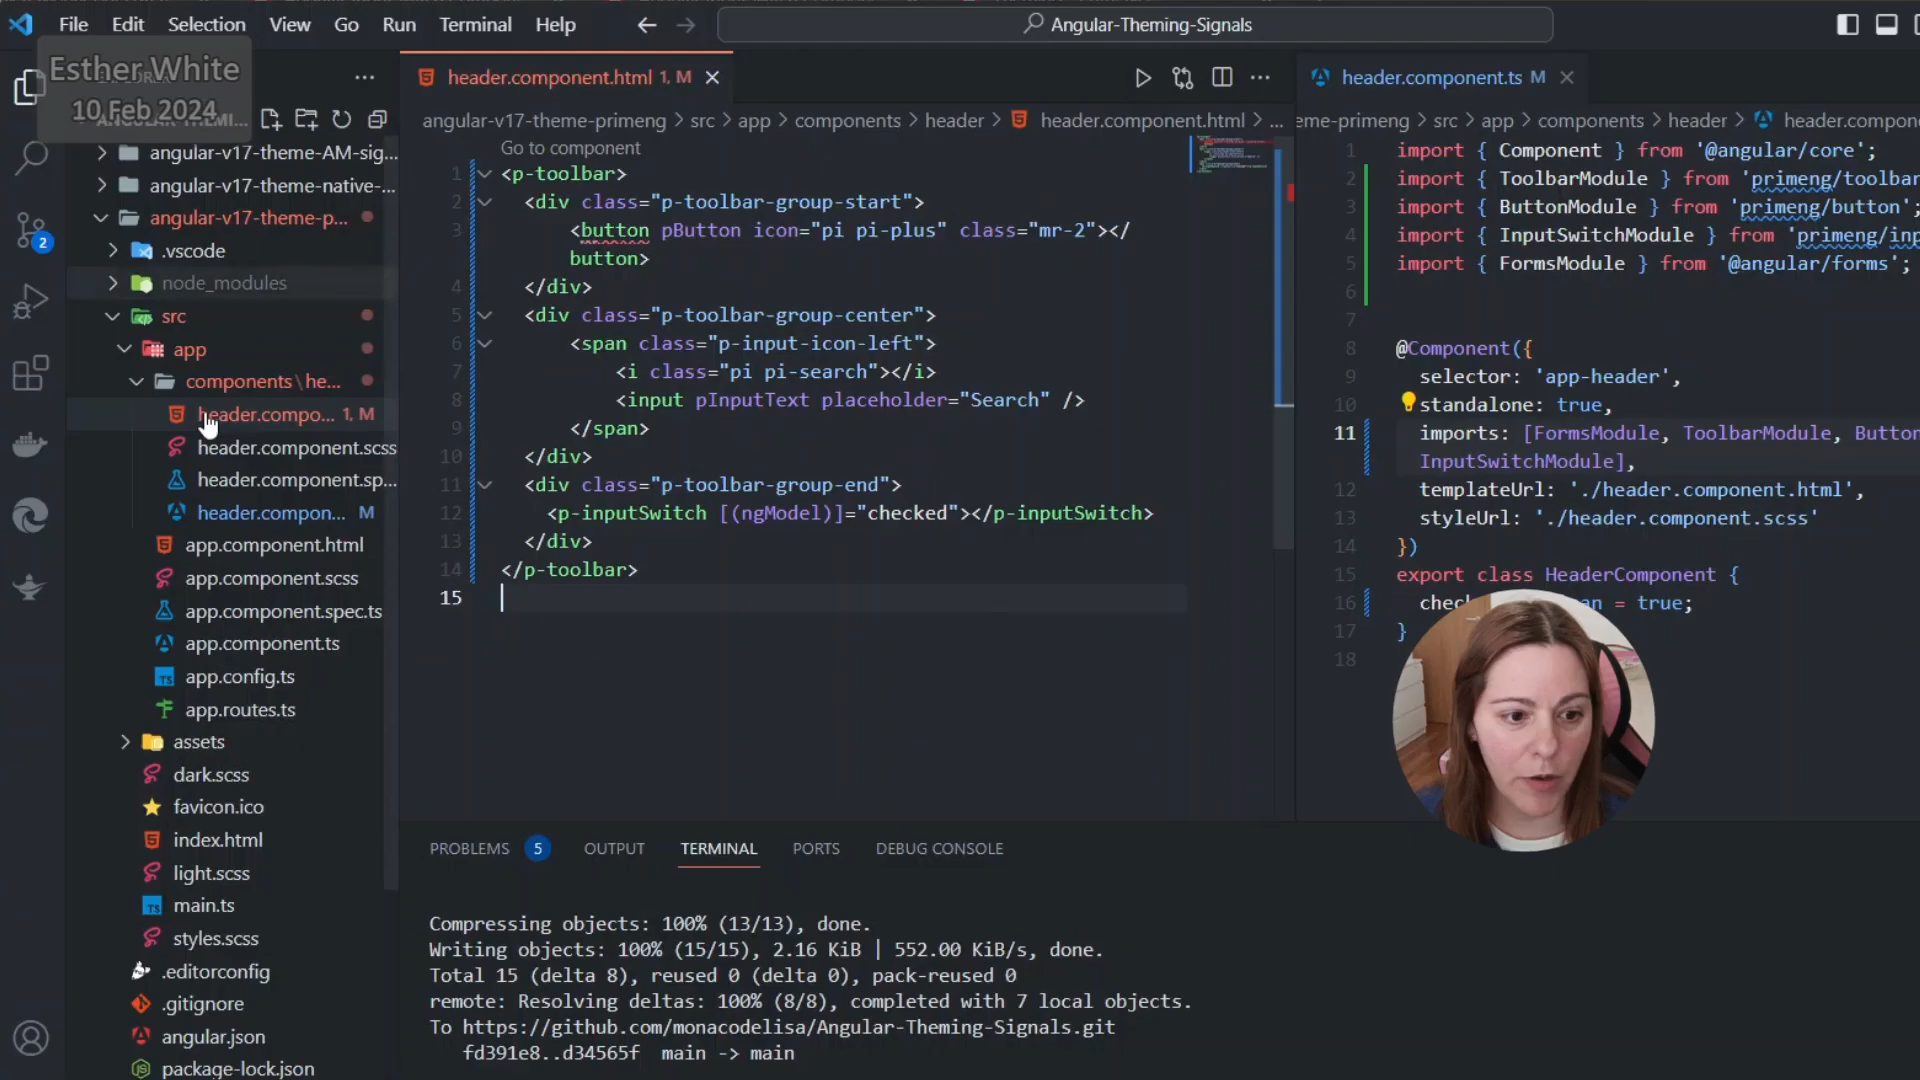 File Edit Selection View Go Run Terminal Help
Angular-Theming-Signals
Esther White
10 Feb 2024
angular-v17-theme-AM-sig...
angular-v17-theme-native-...
angular-v17-theme-p...
.vscode
node_modules
src
app
components\he...
header.compo... 1, M
header.component.scss
header.component.sp...
header.compon... M
app.component.html
app.component.scss
app.component.spec.ts
app.component.ts
app.config.ts
app.routes.ts
assets
dark.scss
favicon.ico
index.html
light.scss
main.ts
styles.scss
.editorconfig
.gitignore
angular.json
package-lock.json
2
header.component.html 1, M
angular-v17-theme-primeng > src > app > components > header > header.component.html > ...
Go to component
1 <p-toolbar>
2 <div class="p-toolbar-group-start">
3 <button pButton icon="pi pi-plus" class="mr-2"></
button>
4 </div>
5 <div class="p-toolbar-group-center">
6 <span class="p-input-icon-left">
7 <i class="pi pi-search"></i>
8 <input pInputText placeholder="Search" />
9 </span>
10 </div>
11 <div class="p-toolbar-group-end">
12 <p-inputSwitch [(ngModel)]="checked"></p-inputSwitch>
13 </div>
14 </p-toolbar>
15
header.component.ts M
eme-primeng > src > app > components > header > header.compon
1 import { Component } from '@angular/core';
2 import { ToolbarModule } from 'primeng/toolbar
3 import { ButtonModule } from 'primeng/button';
4 import { InputSwitchModule } from 'primeng/inp
5 import { FormsModule } from '@angular/forms';
6
7
8 @Component({
9 selector: 'app-header',
10 standalone: true,
11 imports: [FormsModule, ToolbarModule, Button
InputSwitchModule],
12 templateUrl: './header.component.html',
13 styleUrl: './header.component.scss'
14 })
15 export class HeaderComponent {
16 chec an = true;
17 }
18
PROBLEMS 5 OUTPUT TERMINAL PORTS DEBUG CONSOLE
Compressing objects: 100% (13/13), done.
Writing objects: 100% (15/15), 2.16 KiB | 552.00 KiB/s, done.
Total 15 (delta 8), reused 0 (delta 0), pack-reused 0
remote: Resolving deltas: 100% (8/8), completed with 7 local objects.
To https://github.com/monacodelisa/Angular-Theming-Signals.git
fd391e8..d34565f main -> main